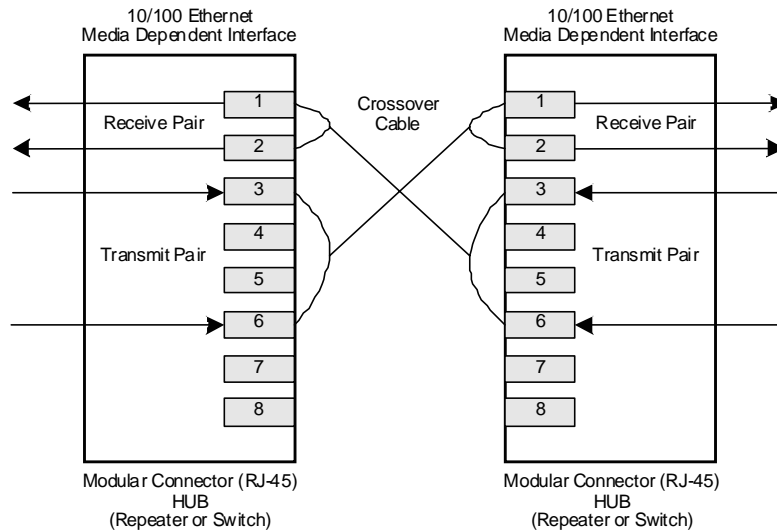 10/100 Ethernet
Media Dependent Interface
10/100 Ethernet
Media Dependent Interface
1
Receive Pair
2
3
4
Transmit Pair
5
6
7
8
Crossover
Cable
1
Receive Pair
2
3
4
Transmit Pair
5
6
7
8
Modular Connector (RJ-45)
HUB
(Repeater or Switch)
Modular Connector (RJ-45)
HUB
(Repeater or Switch)